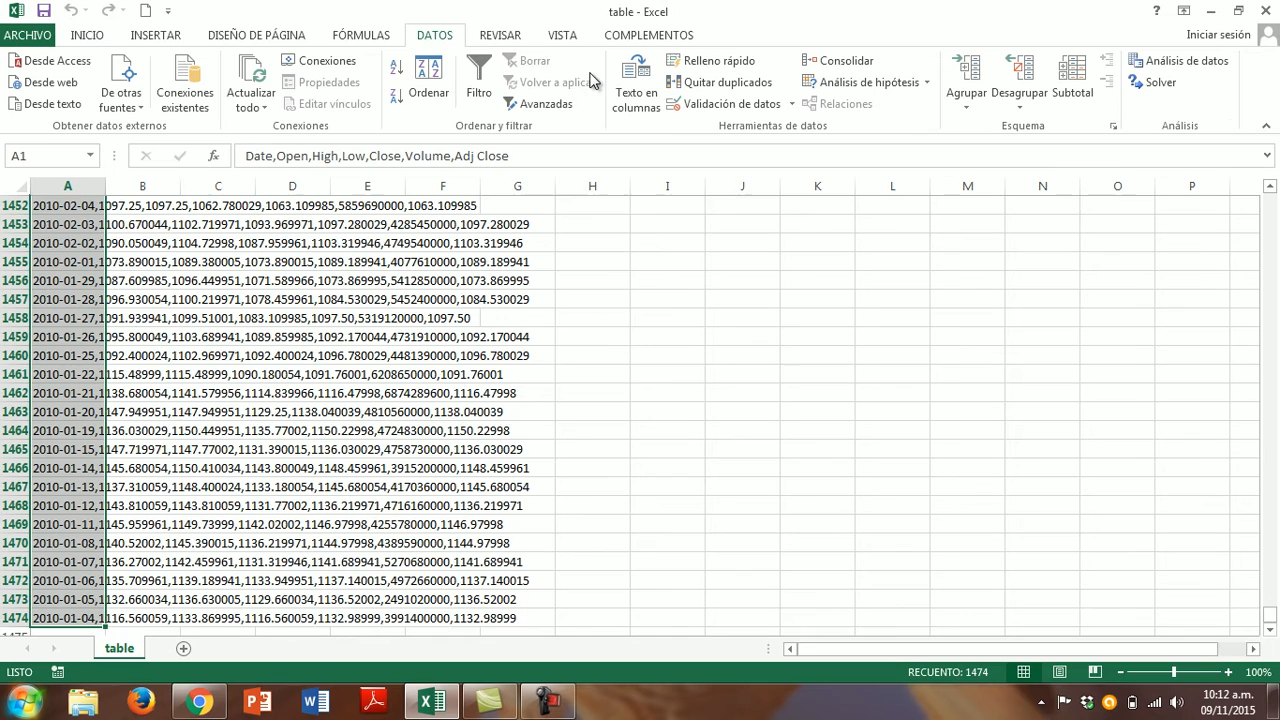 table - Excel
ARCHIVO INICIO INSERTAR DISEÑO DE PÁGINA FÓRMULAS DATOS REVISAR VISTA COMPLEMENTOS Iniciar sesión
Desde Access
Desde web
Desde texto
De otras fuentes
Conexiones existentes
Obtener datos externos
Actualizar todo
Conexiones
Propiedades
Editar vínculos
Conexiones
Ordenar
Filtro
Borrar
Volver a aplica
Avanzadas
Ordenar y filtrar
Texto en columnas
Relleno rápido
Quitar duplicados
Validación de datos
Consolidar
Análisis de hipótesis
Relaciones
Herramientas de datos
Agrupar
Desagrupar
Subtotal
Esquema
Análisis de datos
Solver
Análisis
A1 fx Date,Open,High,Low,Close,Volume,Adj Close
A B C D E F G H I J K L M N O P
1452 2010-02-04,1097.25,1097.25,1062.780029,1063.109985,5859690000,1063.109985
1453 2010-02-03,1100.670044,1102.719971,1093.969971,1097.280029,4285450000,1097.280029
1454 2010-02-02,1090.050049,1104.72998,1087.959961,1103.319946,4749540000,1103.319946
1455 2010-02-01,1073.890015,1089.380005,1073.890015,1089.189941,4077610000,1089.189941
1456 2010-01-29,1087.609985,1096.449951,1071.589966,1073.869995,5412850000,1073.869995
1457 2010-01-28,1096.930054,1100.219971,1078.459961,1084.530029,5452400000,1084.530029
1458 2010-01-27,1091.939941,1099.51001,1083.109985,1097.50,5319120000,1097.50
1459 2010-01-26,1095.800049,1103.689941,1089.859985,1092.170044,4731910000,1092.170044
1460 2010-01-25,1092.400024,1102.969971,1092.400024,1096.780029,4481390000,1096.780029
1461 2010-01-22,1115.48999,1115.48999,1090.180054,1091.76001,6208650000,1091.76001
1462 2010-01-21,1138.680054,1141.579956,1114.839966,1116.47998,6874289600,1116.47998
1463 2010-01-20,1147.949951,1147.949951,1129.25,1138.040039,4810560000,1138.040039
1464 2010-01-19,1136.030029,1150.449951,1135.77002,1150.22998,4724830000,1150.22998
1465 2010-01-15,1147.719971,1147.77002,1131.390015,1136.030029,4758730000,1136.030029
1466 2010-01-14,1145.680054,1150.410034,1143.800049,1148.459961,3915200000,1148.459961
1467 2010-01-13,1137.310059,1148.400024,1133.180054,1145.680054,4170360000,1145.680054
1468 2010-01-12,1143.810059,1143.810059,1131.77002,1136.219971,4716160000,1136.219971
1469 2010-01-11,1145.959961,1149.73999,1142.02002,1146.97998,4255780000,1146.97998
1470 2010-01-08,1140.52002,1145.390015,1136.219971,1144.97998,4389590000,1144.97998
1471 2010-01-07,1136.27002,1142.459961,1131.319946,1141.689941,5270680000,1141.689941
1472 2010-01-06,1135.709961,1139.189941,1133.949951,1137.140015,4972660000,1137.140015
1473 2010-01-05,1132.660034,1136.630005,1129.660034,1136.52002,2491020000,1136.52002
1474 2010-01-04,1116.560059,1133.869995,1116.560059,1132.98999,3991400000,1132.98999
table
LISTO RECUENTO: 1474 100%
10:12 a.m.
09/11/2015